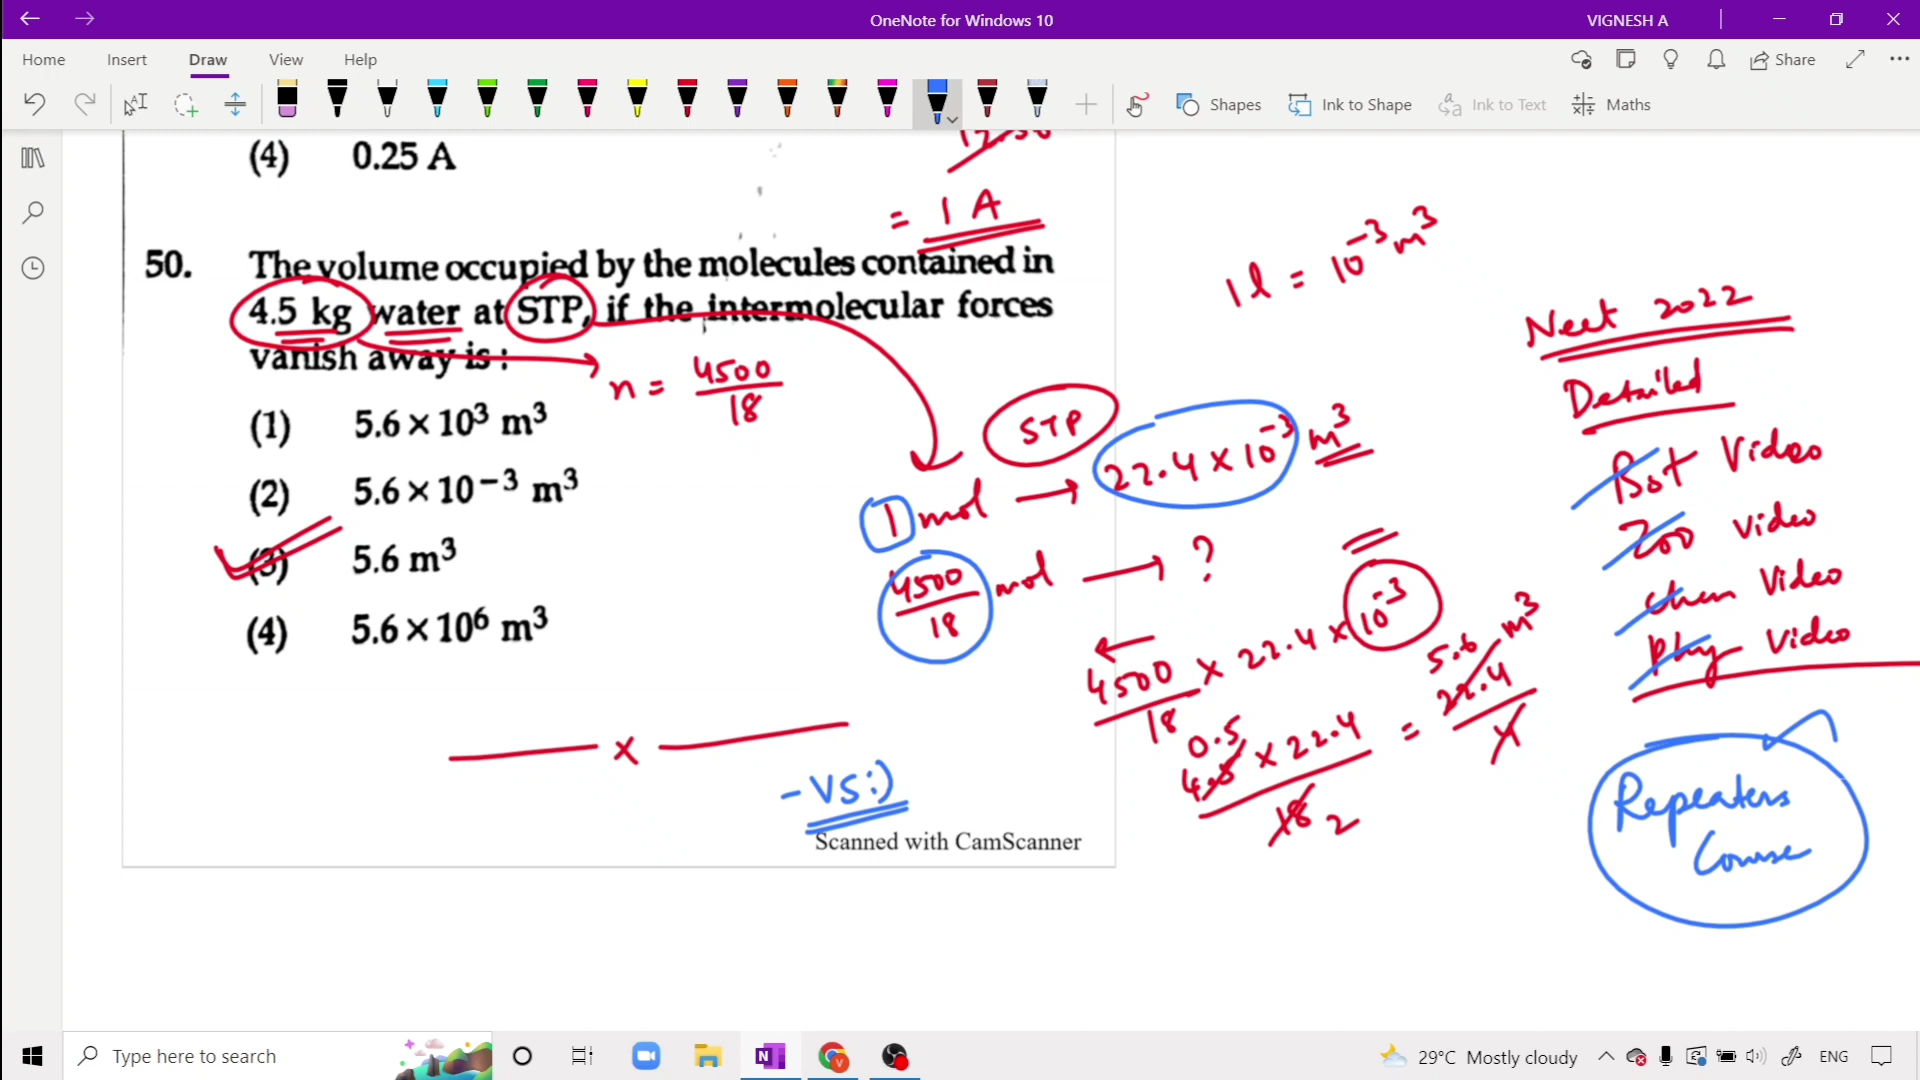 OneNote for Windows 10
VIGNESH A
Home Insert Draw View Help
Share
Shapes Ink to Shape Ink to Text Maths
(4) 0.25 A
= 1 A
50. The volume occupied by the molecules contained in
4.5 kg water at STP, if the intermolecular forces
vanish away is :
n = 4500/18
(1) 5.6 × 10³ m³
(2) 5.6 × 10⁻³ m³
(3) 5.6 m³
(4) 5.6 × 10⁶ m³
1 l = 10⁻³ m³
STP
1 mol → 22.4 × 10⁻³ m³
4500/18 mol → ?
4500/18 × 22.4 × 10⁻³
0.5
4.5 × 22.4 / 18 2 = 5.6 22.4 / 4 m³
x
- VS:)
Scanned with CamScanner
Neet 2022
Detailed
Bot Video
Zoo Video
Chem Video
Phy Video
Repeaters
Course
Type here to search
29°C Mostly cloudy
ENG